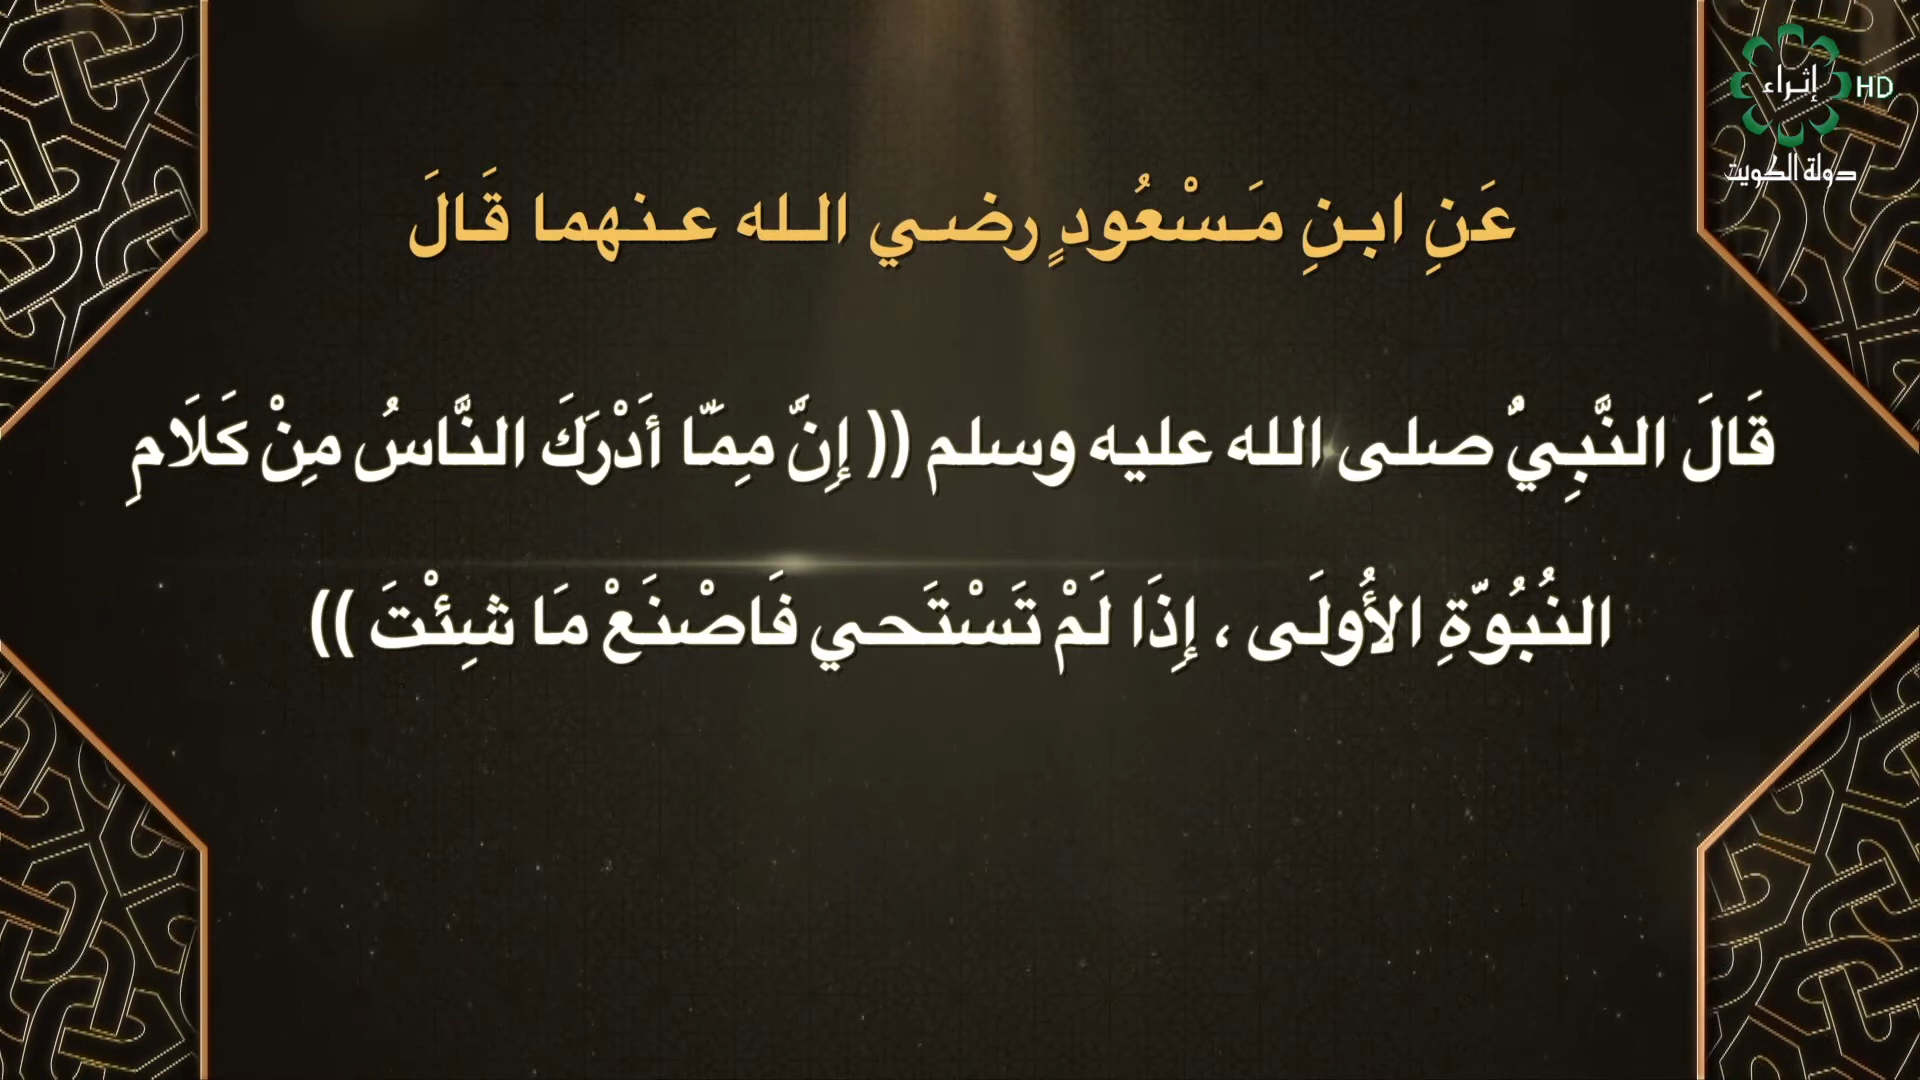 إثراء HD
دولة الكويت
عَنِ ابنِ مَسْعُودٍ رضي الله عنهما قَالَ
قَالَ النَّبِيُّ صلى الله عليه وسلم (( إِنّ مِمّا أَدْرَكَ النَّاسُ مِنْ كَلَامِ
النُبُوّةِ الأُولَى ، إِذَا لَمْ تَسْتَحي فَاصْنَعْ مَا شِئْتَ ))